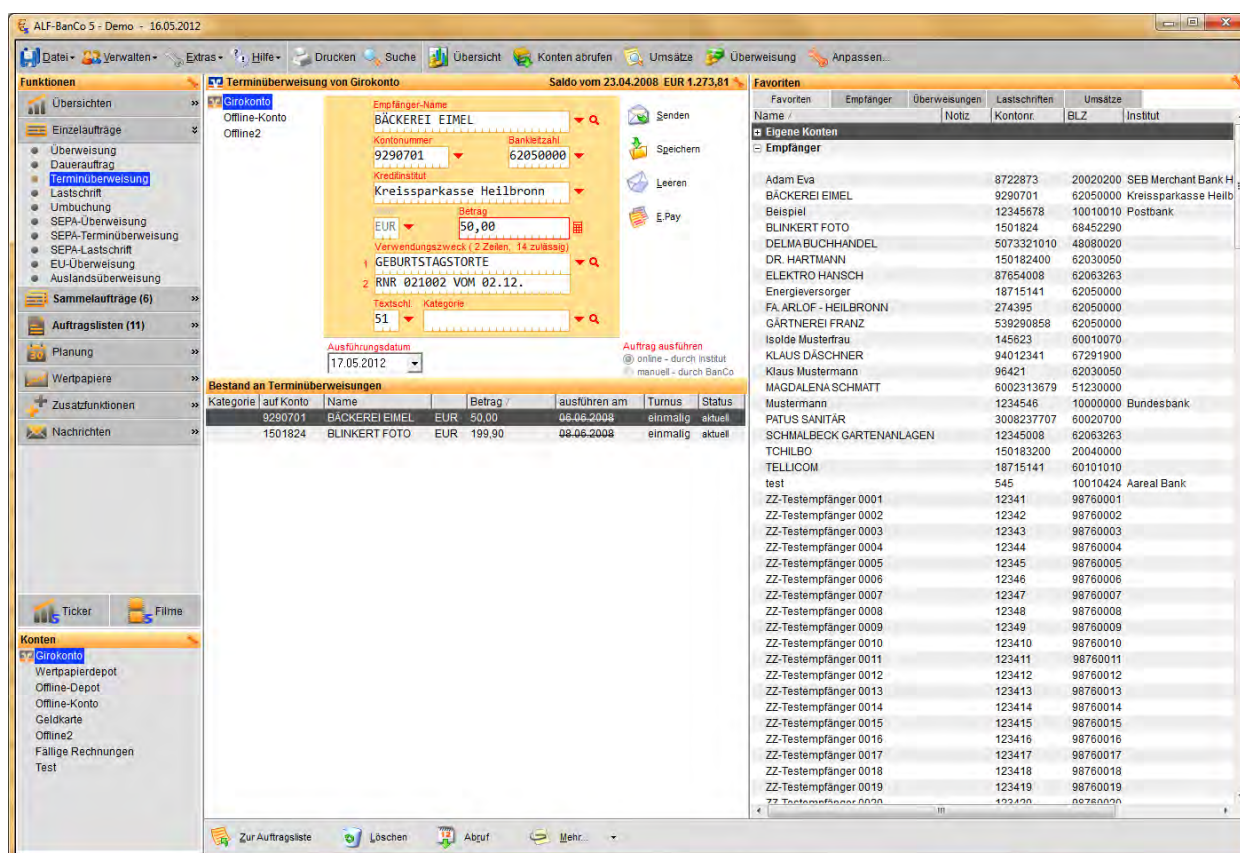 ALF-BanCo 5 - Demo - 16.05.2012
Datei Verwalten Extras Hilfe Drucken Suche Übersicht Konten abrufen Umsätze Überweisung Anpassen...
Funktionen
Übersichten »
Einzelaufträge
Überweisung
Dauerauftrag
Terminüberweisung
Lastschrift
Umbuchung
SEPA-Überweisung
SEPA-Terminüberweisung
SEPA-Lastschrift
EU-Überweisung
Auslandsüberweisung
Sammelaufträge (6) »
Auftragslisten (11) »
Planung »
Wertpapiere »
Zusatzfunktionen »
Nachrichten »
Ticker Filme
Konten
Girokonto
Wertpapierdepot
Offline-Depot
Offline-Konto
Geldkarte
Offline2
Fällige Rechnungen
Test
Terminüberweisung von Girokonto Saldo vom 23.04.2008 EUR 1.273,81
Girokonto
Offline-Konto
Offline2
Empfänger-Name
BÄCKEREI EIMEL
Kontonummer Bankleitzahl
9290701 62050000
Kreditinstitut
Kreissparkasse Heilbronn
Betrag
EUR 50,00
Verwendungszweck ( 2 Zeilen, 14 zulässig)
1 GEBURTSTAGSTORTE
2 RNR 021002 VOM 02.12.
Textschl. Kategorie
51
Senden
Speichern
Leeren
E.Pay
Ausführungsdatum
17.05.2012
Auftrag ausführen
online - durch Institut
manuell - durch BanCo
Bestand an Terminüberweisungen
Kategorie auf Konto Name Betrag / ausführen am Turnus Status
9290701 BÄCKEREI EIMEL EUR 50,00 06.06.2008 einmalig aktuell
1501824 BLINKERT FOTO EUR 199,90 08.06.2008 einmalig aktuell
Zur Auftragsliste Löschen Abruf Mehr...
Favoriten
Favoriten Empfänger Überweisungen Lastschriften Umsätze
Name / Notiz Kontonr. BLZ Institut
Eigene Konten
Empfänger
Adam Eva 8722873 20020200 SEB Merchant Bank H
BÄCKEREI EIMEL 9290701 62050000 Kreissparkasse Heilb
Beispiel 12345678 10010010 Postbank
BLINKERT FOTO 1501824 68452290
DELMA BUCHHANDEL 5073321010 48080020
DR. HARTMANN 150182400 62030050
ELEKTRO HANSCH 87654008 62063263
Energieversorger 18715141 62050000
FA. ARLOF - HEILBRONN 274395 62050000
GÄRTNEREI FRANZ 539290858 62050000
Isolde Musterfrau 145623 60010070
KLAUS DÄSCHNER 94012341 67291900
Klaus Mustermann 96421 62030050
MAGDALENA SCHMATT 6002313679 51230000
Mustermann 1234546 10000000 Bundesbank
PATUS SANITÄR 3008237707 60020700
SCHMALBECK GARTENANLAGEN 12345008 62063263
TCHILBO 150183200 20040000
TELLICOM 18715141 60101010
test 545 10010424 Aareal Bank
ZZ-Testempfänger 0001 12341 98760001
ZZ-Testempfänger 0002 12342 98760002
ZZ-Testempfänger 0003 12343 98760003
ZZ-Testempfänger 0004 12344 98760004
ZZ-Testempfänger 0005 12345 98760005
ZZ-Testempfänger 0006 12346 98760006
ZZ-Testempfänger 0007 12347 98760007
ZZ-Testempfänger 0008 12348 98760008
ZZ-Testempfänger 0009 12349 98760009
ZZ-Testempfänger 0010 123410 98760010
ZZ-Testempfänger 0011 123411 98760011
ZZ-Testempfänger 0012 123412 98760012
ZZ-Testempfänger 0013 123413 98760013
ZZ-Testempfänger 0014 123414 98760014
ZZ-Testempfänger 0015 123415 98760015
ZZ-Testempfänger 0016 123416 98760016
ZZ-Testempfänger 0017 123417 98760017
ZZ-Testempfänger 0018 123418 98760018
ZZ-Testempfänger 0019 123419 98760019
ZZ-Testempfänger 0020 123420 98760020